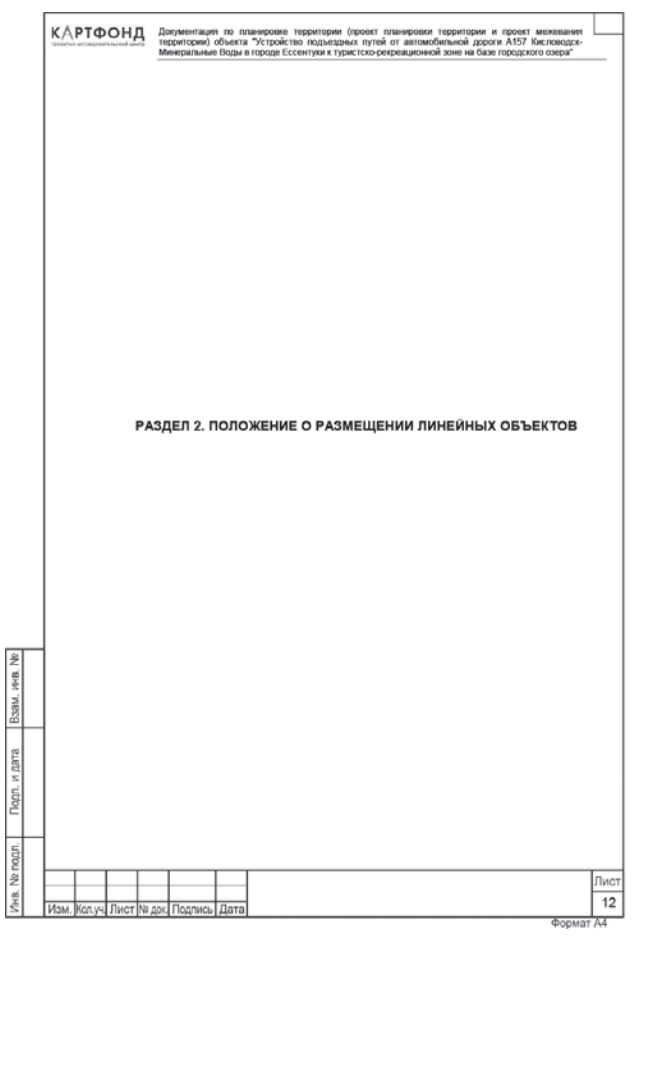 КАРТФОНД
проектно-исследовательский центр
Документация по планировке территории (проект планировки территории и проект межевания
территории) объекта "Устройство подъездных путей от автомобильной дороги А157 Кисловодск-
Минеральные Воды в городе Ессентуки к туристско-рекреационной зоне на базе городского озера"
РАЗДЕЛ 2. ПОЛОЖЕНИЕ О РАЗМЕЩЕНИИ ЛИНЕЙНЫХ ОБЪЕКТОВ
Взам. инв. №
Подп. и дата
Инв. № подл.
Изм. Кол.уч. Лист № док. Подпись Дата
Лист
12
Формат А4